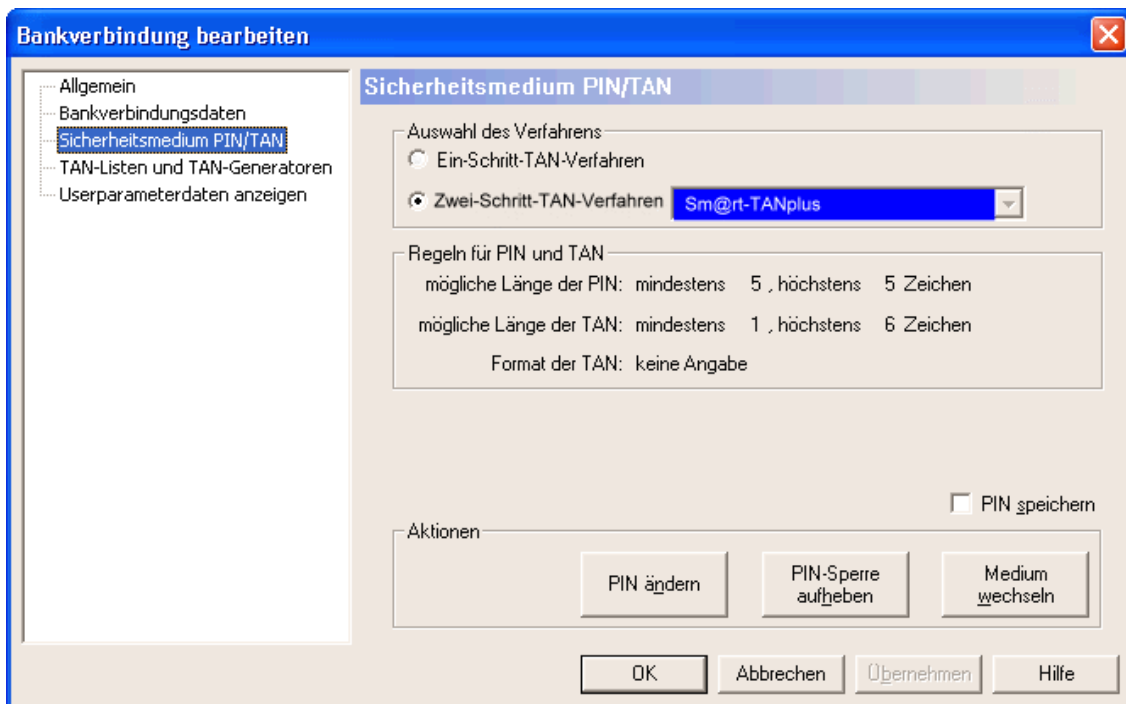 Bankverbindung bearbeiten
Allgemein
Bankverbindungsdaten
Sicherheitsmedium PIN/TAN
TAN-Listen und TAN-Generatoren
Userparameterdaten anzeigen
Sicherheitsmedium PIN/TAN
Auswahl des Verfahrens
Ein-Schritt-TAN-Verfahren
Zwei-Schritt-TAN-Verfahren Sm@rt-TANplus
Regeln für PIN und TAN
mögliche Länge der PIN: mindestens 5 , höchstens 5 Zeichen
mögliche Länge der TAN: mindestens 1 , höchstens 6 Zeichen
Format der TAN: keine Angabe
PIN speichern
Aktionen
PIN ändern
PIN-Sperre
aufheben
Medium
wechseln
OK Abbrechen Übernehmen Hilfe